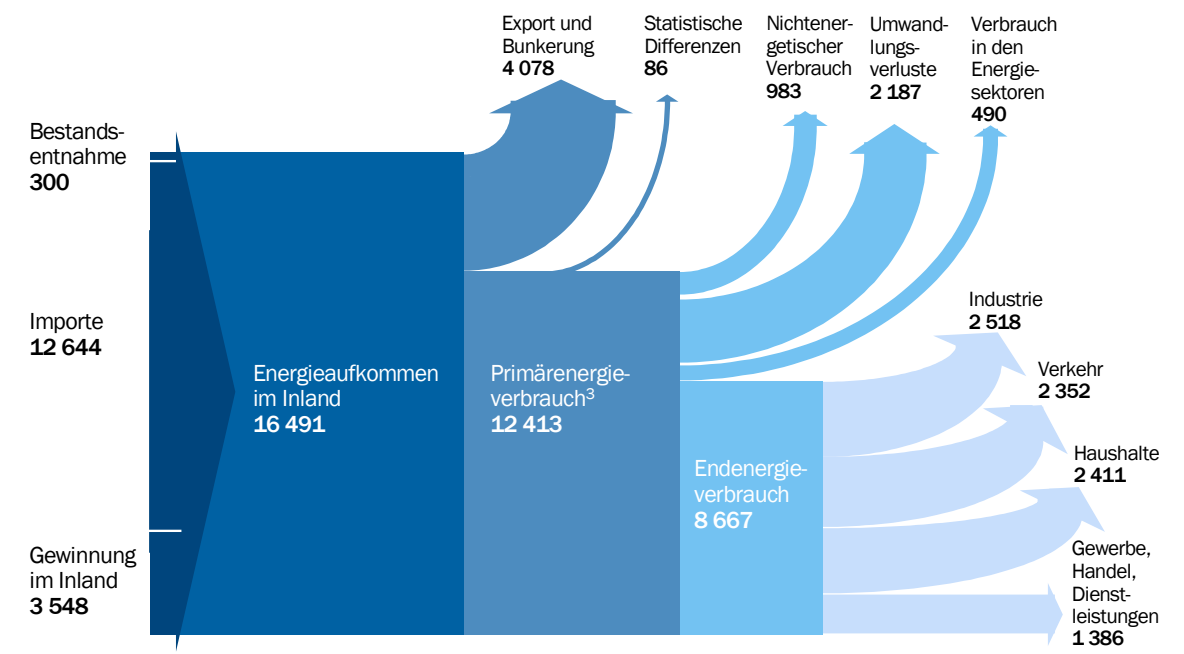 Export und
Bunkerung
4 078
Statistische
Differenzen
86
Nichtener-
getischer
Verbrauch
983
Umwand-
lungs-
verluste
2 187
Verbrauch
in den
Energie-
sektoren
490
Bestands-
entnahme
300
Importe
12 644
Gewinnung
im Inland
3 548
Energieaufkommen
im Inland
16 491
Primärenergie-
verbrauch³
12 413
Endenergie-
verbrauch
8 667
Industrie
2 518
Verkehr
2 352
Haushalte
2 411
Gewerbe,
Handel,
Dienst-
leistungen
1 386